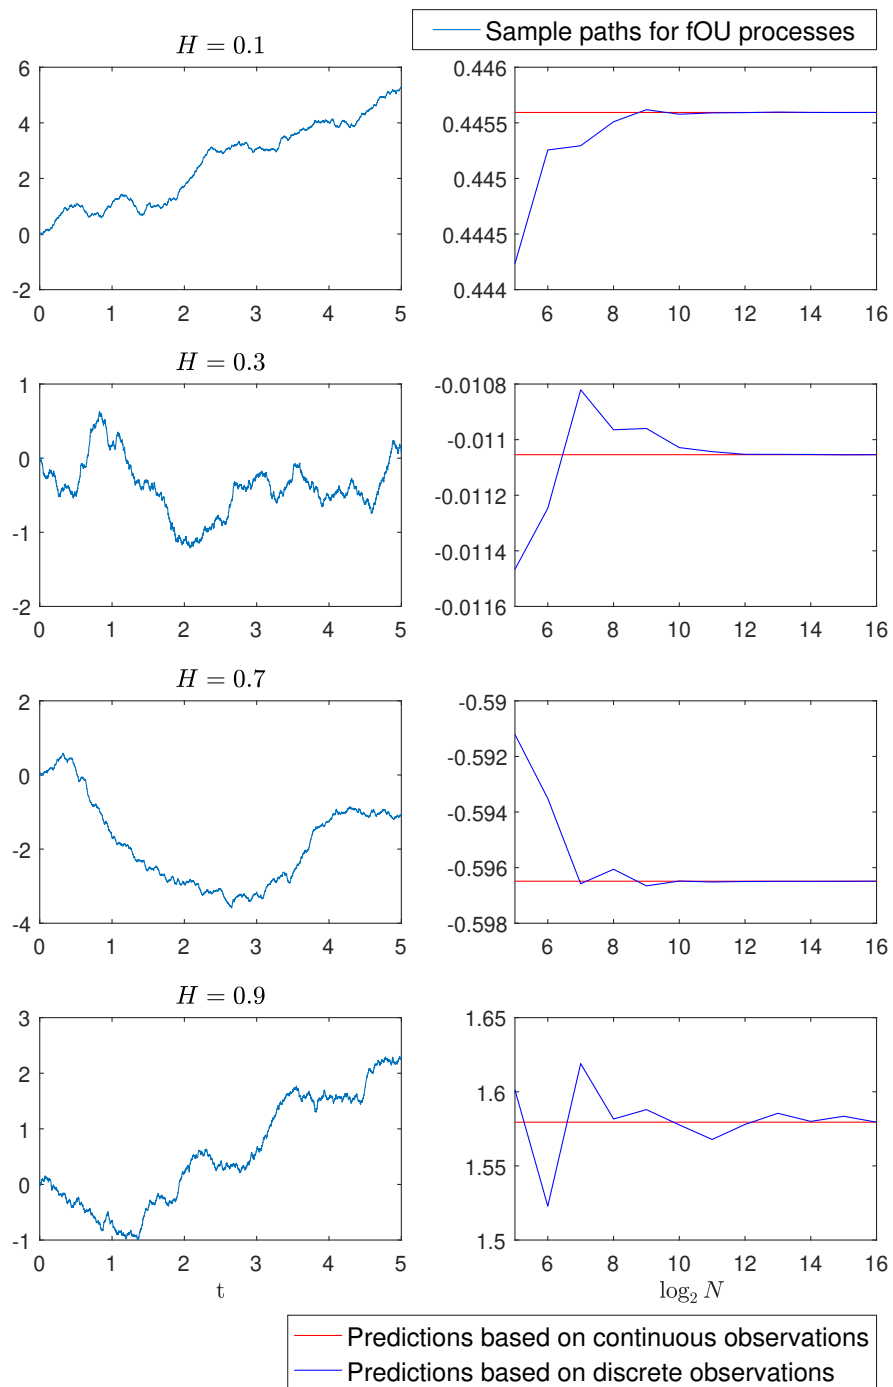 Sample paths for fOU processes
H = 0.1
6
4
2
0
-2
0 1 2 3 4 5
0.446
0.4455
0.445
0.4445
0.444
6 8 10 12 14 16
H = 0.3
1
0
-1
-2
0 1 2 3 4 5
-0.0108
-0.011
-0.0112
-0.0114
-0.0116
6 8 10 12 14 16
H = 0.7
2
0
-2
-4
0 1 2 3 4 5
-0.59
-0.592
-0.594
-0.596
-0.598
6 8 10 12 14 16
H = 0.9
3
2
1
0
-1
0 1 2 3 4 5
t
1.65
1.6
1.55
1.5
6 8 10 12 14 16
log₂ N
Predictions based on continuous observations
Predictions based on discrete observations